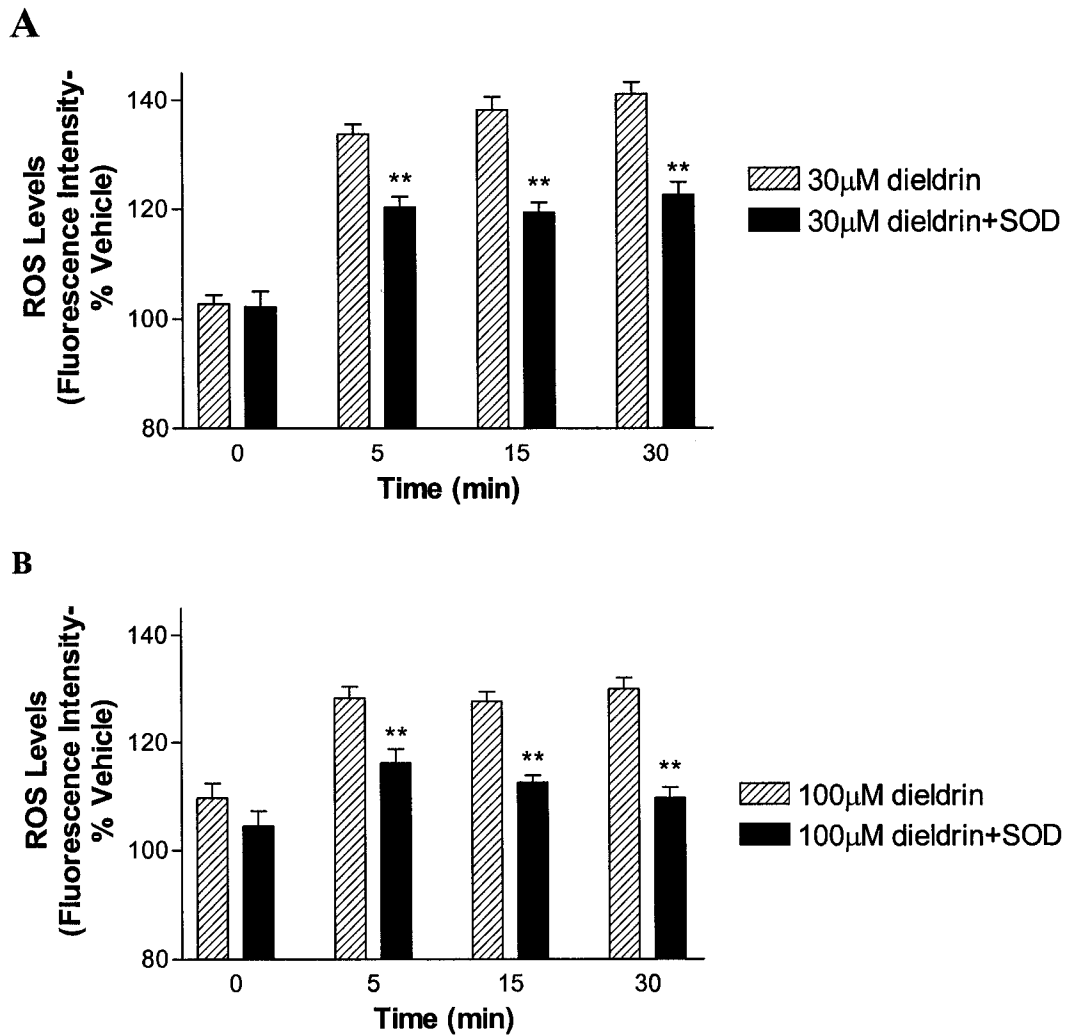 A
ROS Levels
(Fluorescence Intensity-
% Vehicle)
140
120
100
80
**
**
**
0
5
15
30
Time (min)
30μM dieldrin
30μM dieldrin+SOD
B
ROS Levels
(Fluorescence Intensity-
% Vehicle)
140
120
100
80
**
**
**
0
5
15
30
Time (min)
100μM dieldrin
100μM dieldrin+SOD